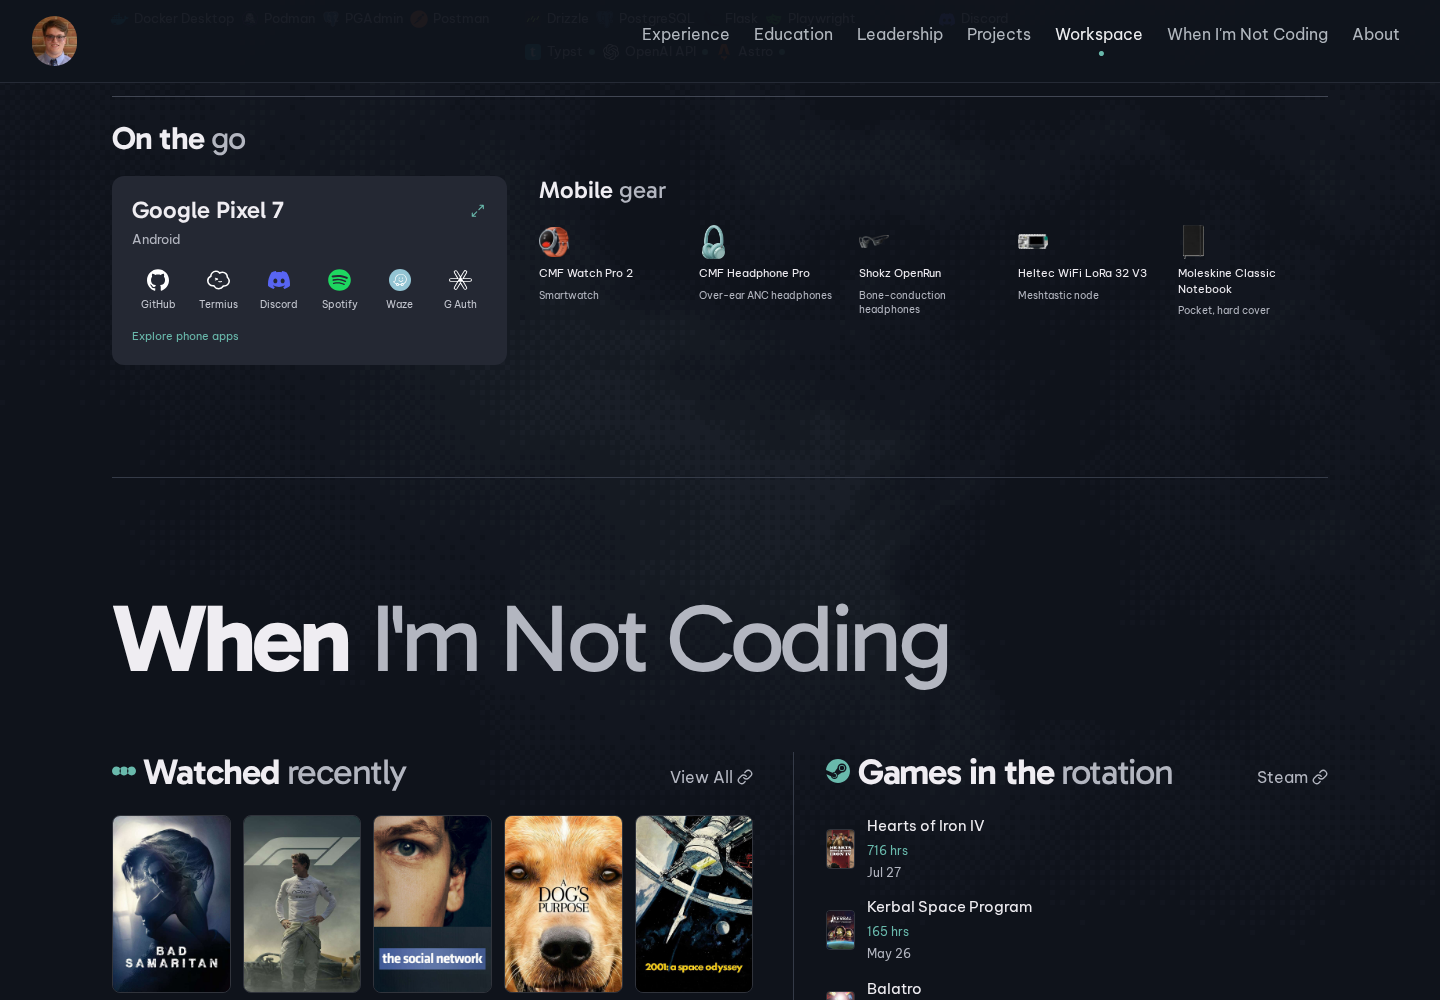 Docker Desktop Podman PGAdmin Postman Drizzle PostgreSQL Flask Playwright Discord
Typst OpenAI API Astro
Experience Education Leadership Projects Workspace When I'm Not Coding About
On the go
Google Pixel 7
Android
GitHub Termius Discord Spotify Waze G Auth
Explore phone apps
Mobile gear
CMF Watch Pro 2
Smartwatch
CMF Headphone Pro
Over-ear ANC headphones
Shokz OpenRun
Bone-conduction
headphones
Heltec WiFi LoRa 32 V3
Meshtastic node
Moleskine Classic
Notebook
Pocket, hard cover
When I'm Not Coding
Watched recently
View All
BAD
SAMARITAN
F1
the social network
A
DOG'S
PURPOSE
2001: a space odyssey
Games in the rotation
Steam
HEARTS
IRON IV
Hearts of Iron IV
716 hrs
Jul 27
KERBAL
Kerbal Space Program
165 hrs
May 26
Balatro